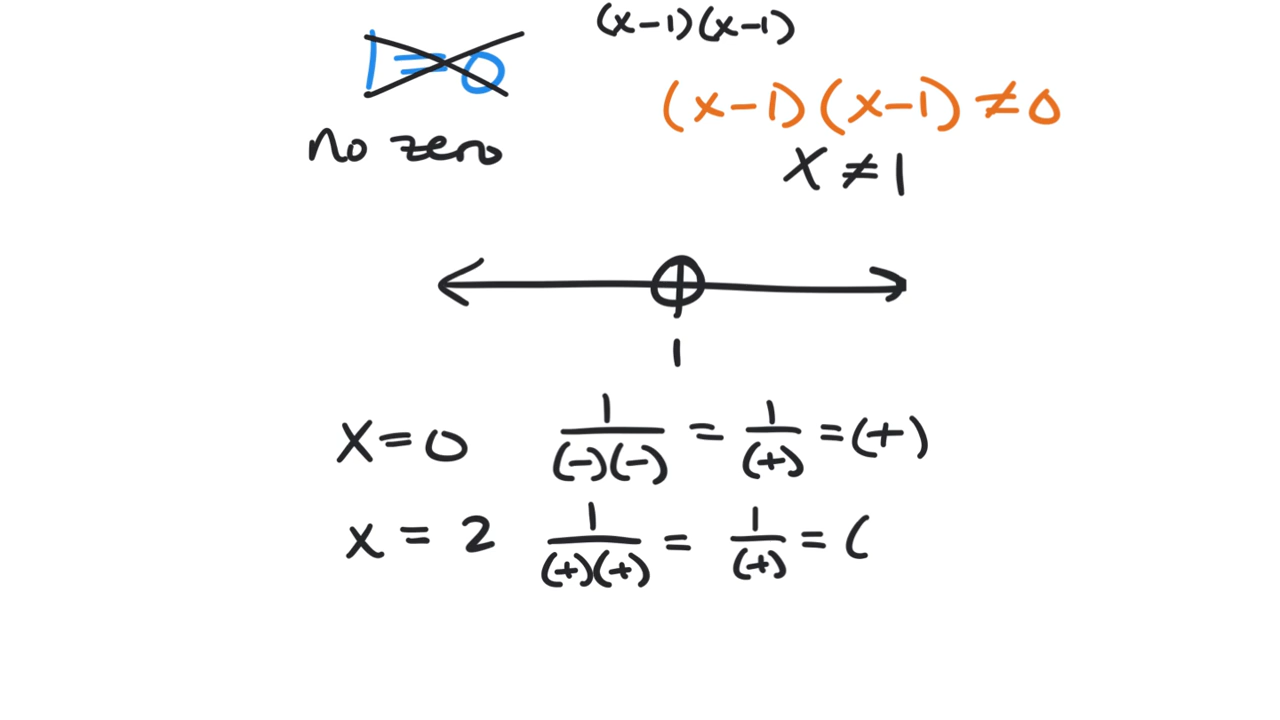 (x-1)(x-1)
1=0
(x-1)(x-1)≠0
no zero
x≠1
1
x=0 1/(-)(-) = 1/(+) = (+)
x = 2 1/(+)(+) = 1/(+) = (